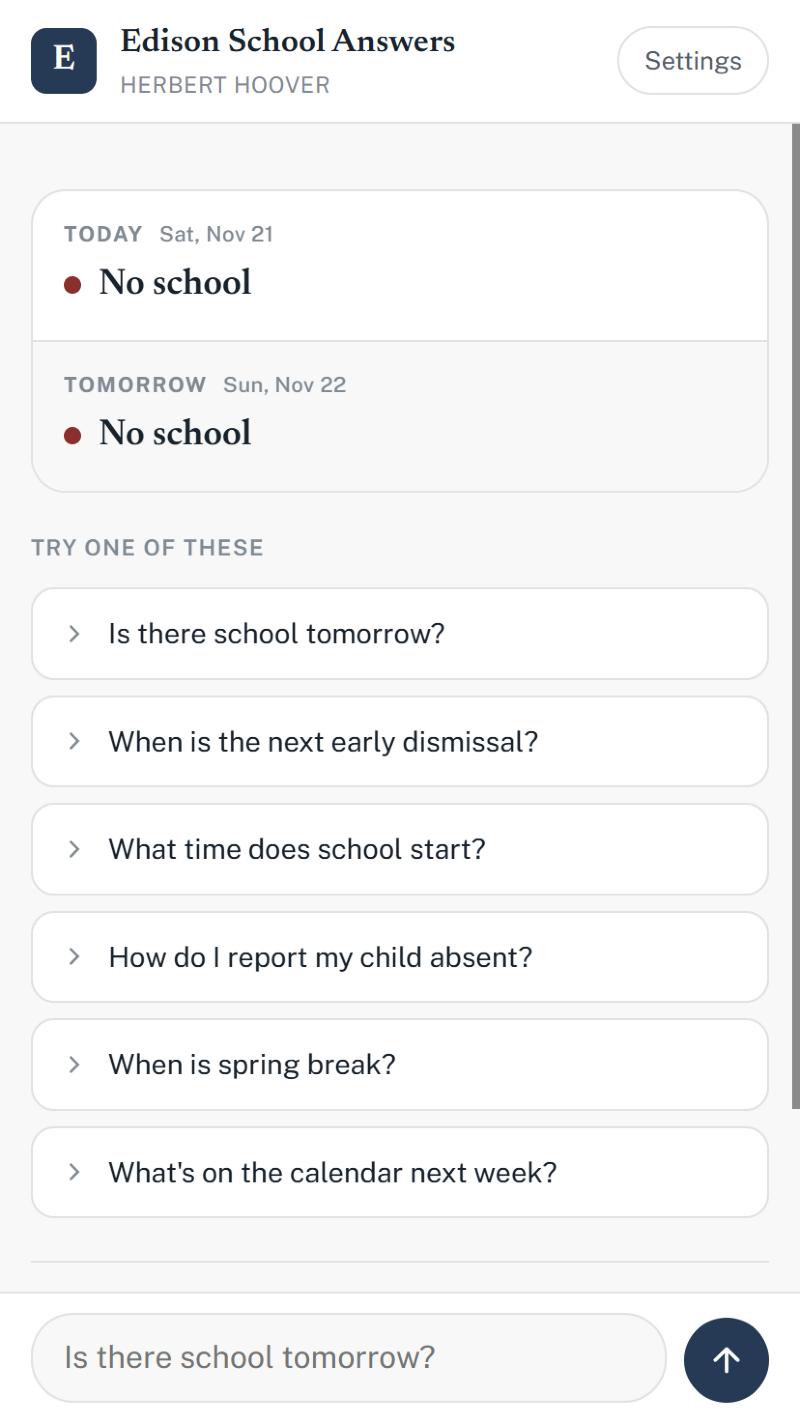 E
Edison School Answers
HERBERT HOOVER
Settings
TODAY Sat, Nov 21
No school
TOMORROW Sun, Nov 22
No school
TRY ONE OF THESE
Is there school tomorrow?
When is the next early dismissal?
What time does school start?
How do I report my child absent?
When is spring break?
What's on the calendar next week?
Is there school tomorrow?